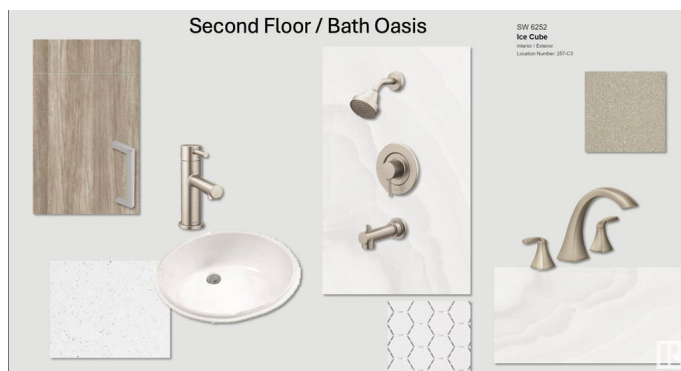 Second Floor / Bath Oasis
SW 6252
Ice Cube
Interior / Exterior
Location Number: 257-C3